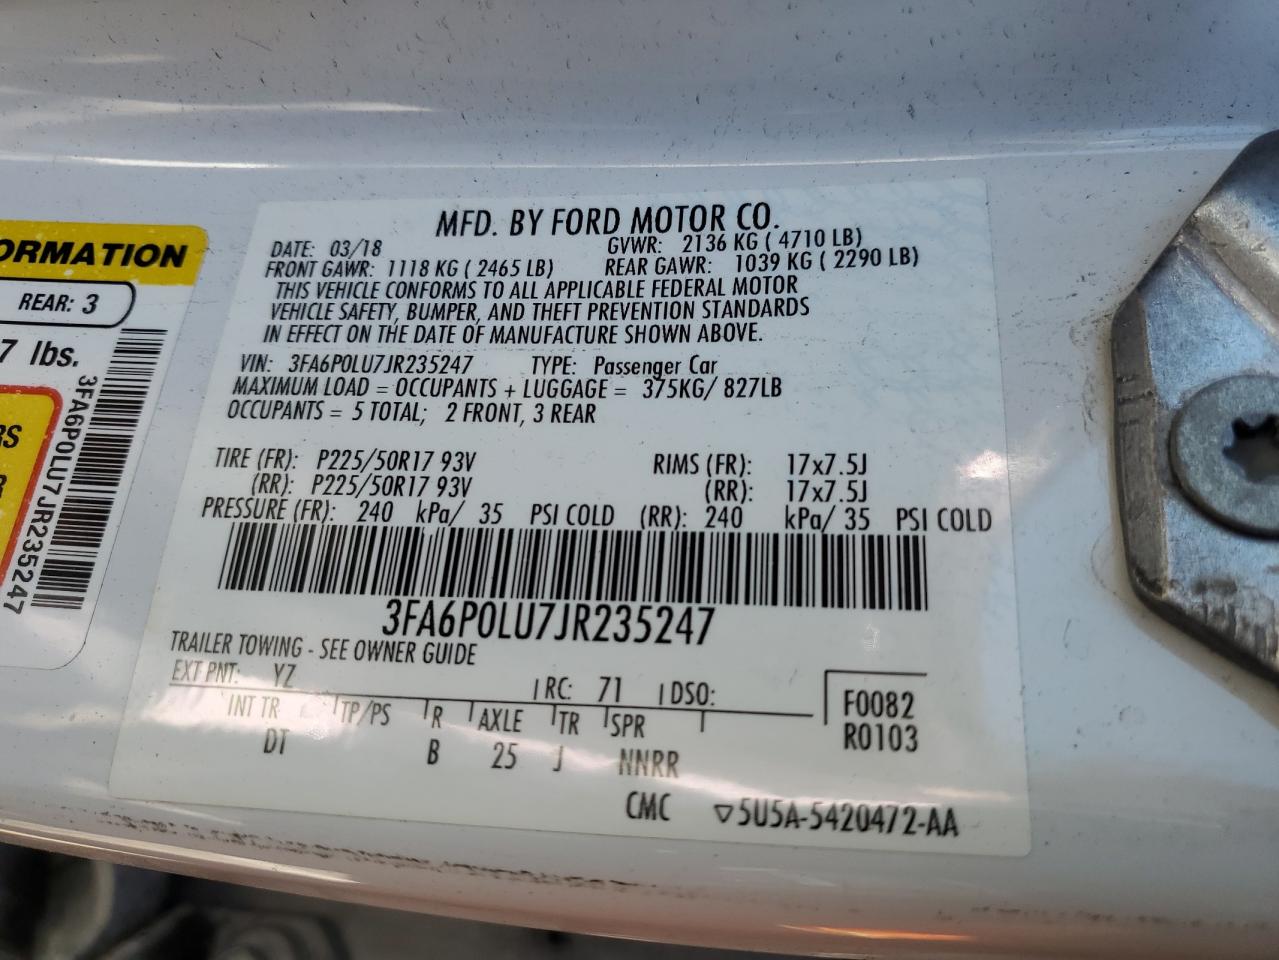 ORMATION
REAR: 3
7 lbs.
RS
R
3FA6P0LU7JR235247
MFD. BY FORD MOTOR CO.
DATE: 03/18 GVWR: 2136 KG ( 4710 LB)
FRONT GAWR: 1118 KG ( 2465 LB) REAR GAWR: 1039 KG ( 2290 LB)
THIS VEHICLE CONFORMS TO ALL APPLICABLE FEDERAL MOTOR
VEHICLE SAFETY, BUMPER, AND THEFT PREVENTION STANDARDS
IN EFFECT ON THE DATE OF MANUFACTURE SHOWN ABOVE.
VIN: 3FA6P0LU7JR235247 TYPE: Passenger Car
MAXIMUM LOAD = OCCUPANTS + LUGGAGE = 375KG/ 827LB
OCCUPANTS = 5 TOTAL; 2 FRONT, 3 REAR
TIRE (FR): P225/50R17 93V RIMS (FR): 17x7.5J
(RR): P225/50R17 93V (RR): 17x7.5J
PRESSURE (FR): 240 kPa/ 35 PSI COLD (RR): 240 kPa/ 35 PSI COLD
3FA6P0LU7JR235247
TRAILER TOWING - SEE OWNER GUIDE
EXT PNT: YZ RC: 71 DSO:
INT TR TP/PS R AXLE TR SPR
DT B 25 J NNRR
F0082
R0103
CMC ▽5U5A-5420472-AA